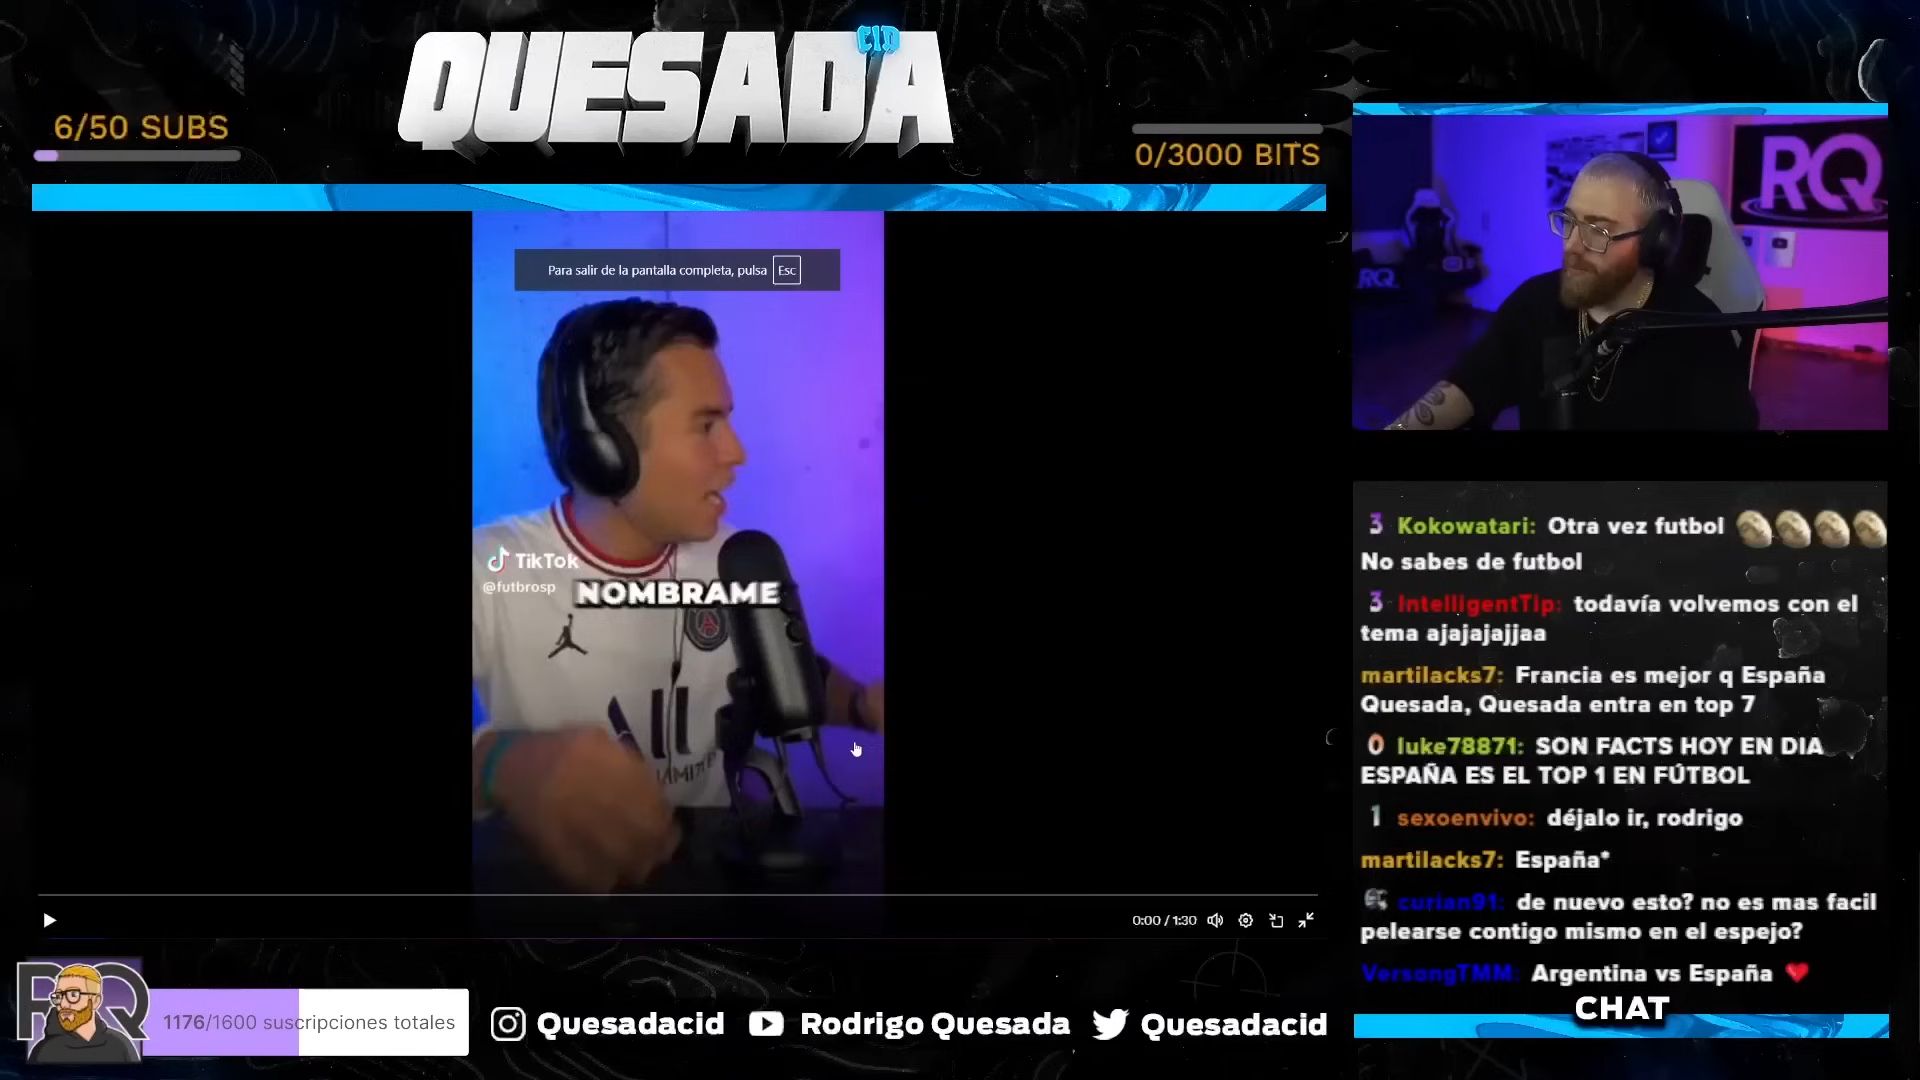 QUESADA
CID
6/50 SUBS
0/3000 BITS
RQ
RQ
Para salir de la pantalla completa, pulsa Esc
TikTok
@futbrosp
NOMBRAME
0:00 / 1:30
3 Kokowatari: Otra vez futbol
No sabes de futbol
3 IntelligentTip: todavía volvemos con el
tema ajajajajjaa
martilacks7: Francia es mejor q España
Quesada, Quesada entra en top 7
0 luke78871: SON FACTS HOY EN DIA
ESPAÑA ES EL TOP 1 EN FÚTBOL
1 sexoenvivo: déjalo ir, rodrigo
martilacks7: España*
curian91: de nuevo esto? no es mas facil
pelearse contigo mismo en el espejo?
VersongTMM: Argentina vs España
CHAT
RQ
1176/1600 suscripciones totales
Quesadacid
Rodrigo Quesada
Quesadacid